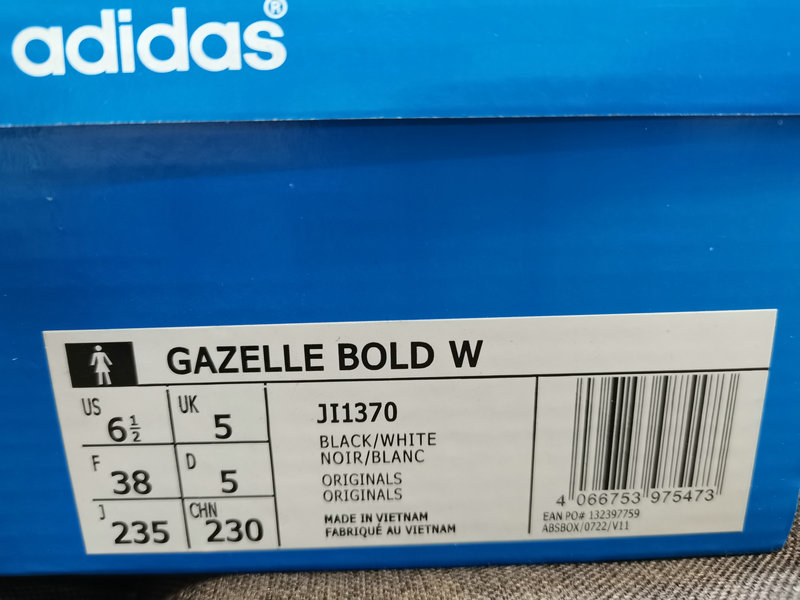 adidas®
GAZELLE BOLD W
US 6½ UK 5
F 38 D 5
J 235 CHN 230
JI1370
BLACK/WHITE
NOIR/BLANC
ORIGINALS
ORIGINALS
MADE IN VIETNAM
FABRIQUÉ AU VIETNAM
4 066753 975473
EAN PO# 132397759
ABSBOX/0722/V11